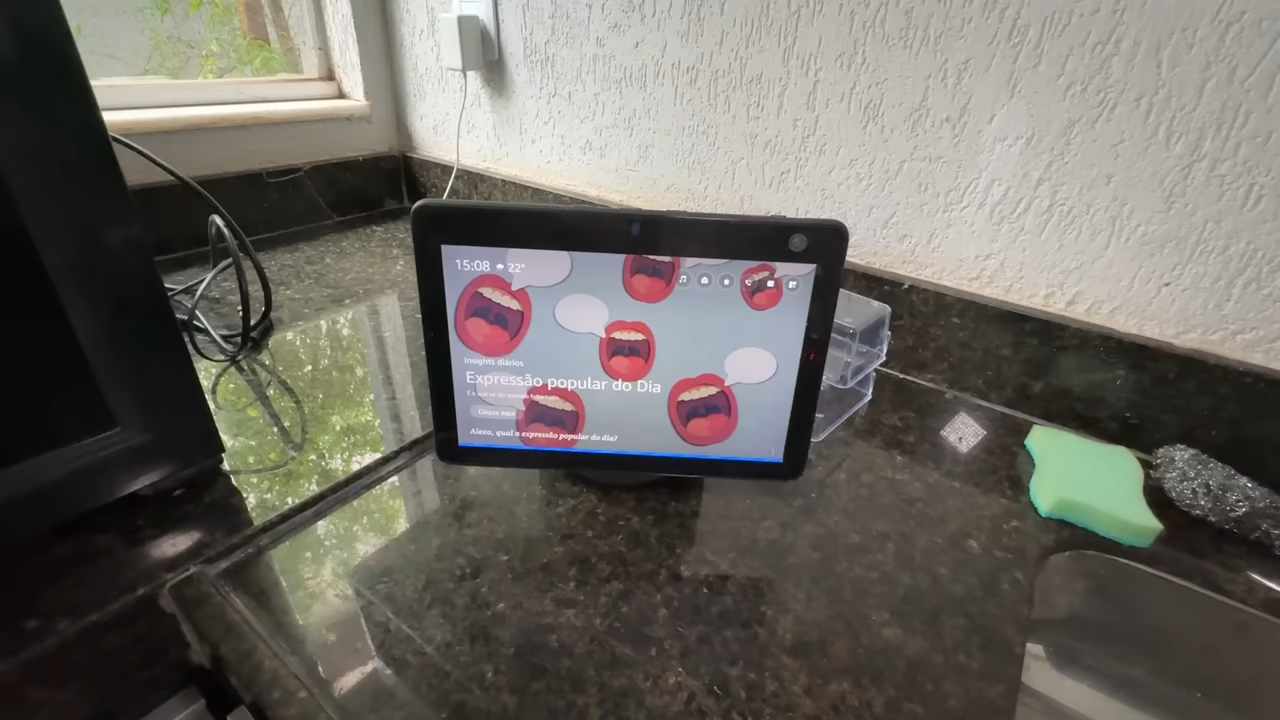 15:08 22°
Insights diários
Expressão popular do Dia
Clique aqui
Alexa, qual a expressão popular do dia?